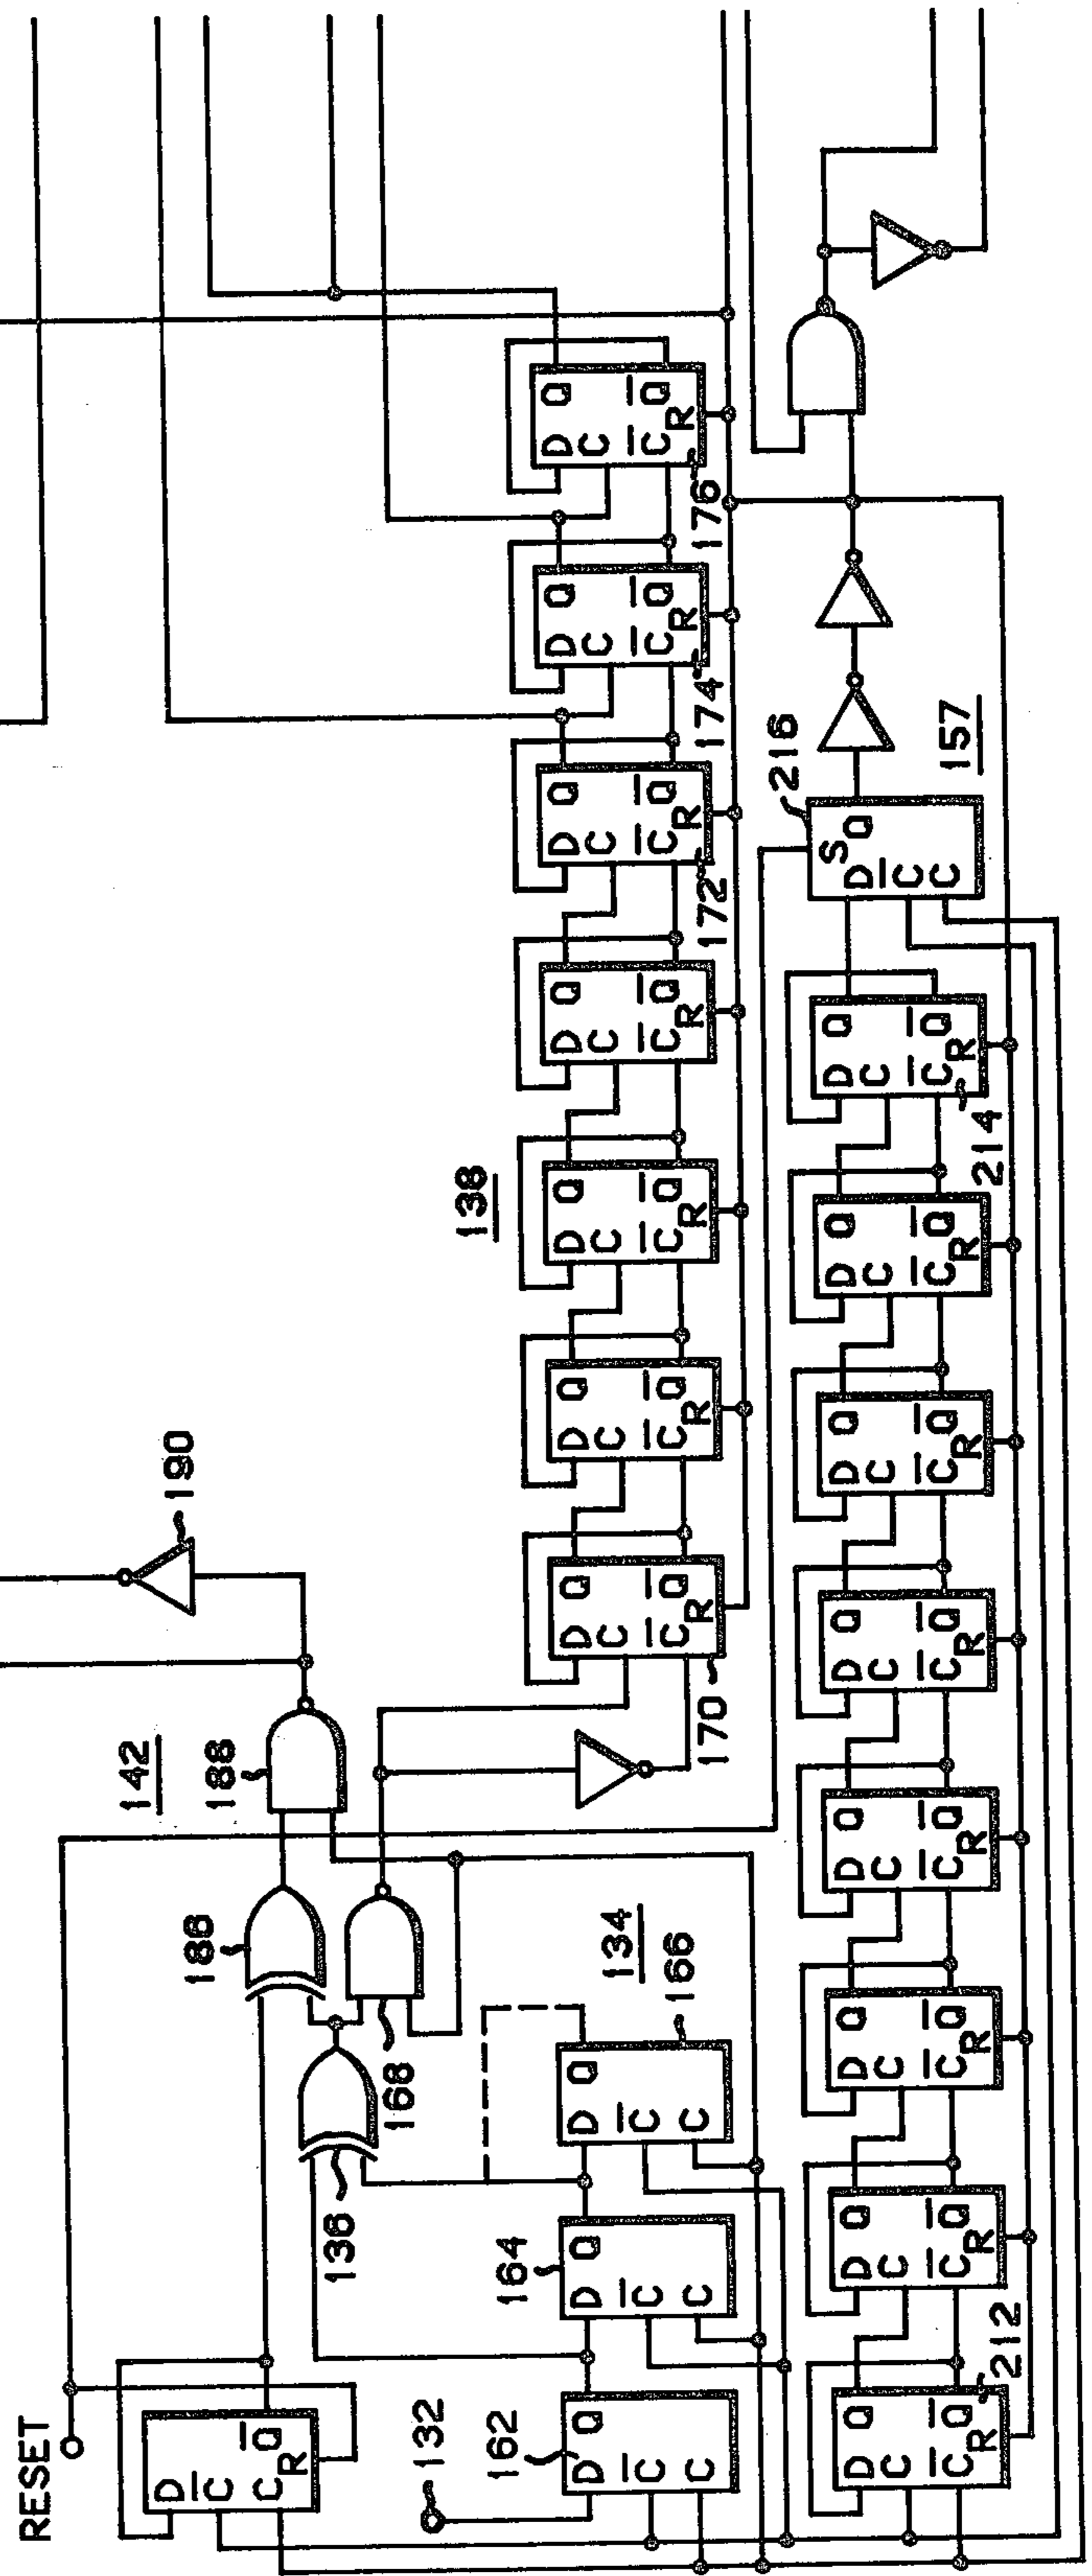 RESET
D Q̄
C̄
C R
142
190
188
186
136
168
132
134
162 D Q
C̄
C
164 D Q
C̄
C
166
D Q
C̄
C
138
D Q
C
C̄ Q̄
R
170
D Q
C
C̄ Q̄
R
D Q
C
C̄ Q̄
R
D Q
C
C̄ Q̄
R
D Q
C
C̄ Q̄
R
172
D Q
C
C̄ Q̄
R
174
D Q
C
C̄ Q̄
R
176
D Q
C
C̄ Q̄
R
212
D Q
C
C̄ Q̄
R
D Q
C
C̄ Q̄
R
D Q
C
C̄ Q̄
R
D Q
C
C̄ Q̄
R
D Q
C
C̄ Q̄
R
D Q
C
C̄ Q̄
R
D Q
C
C̄ Q̄
R
214
216
S
D Q
C̄
C
157